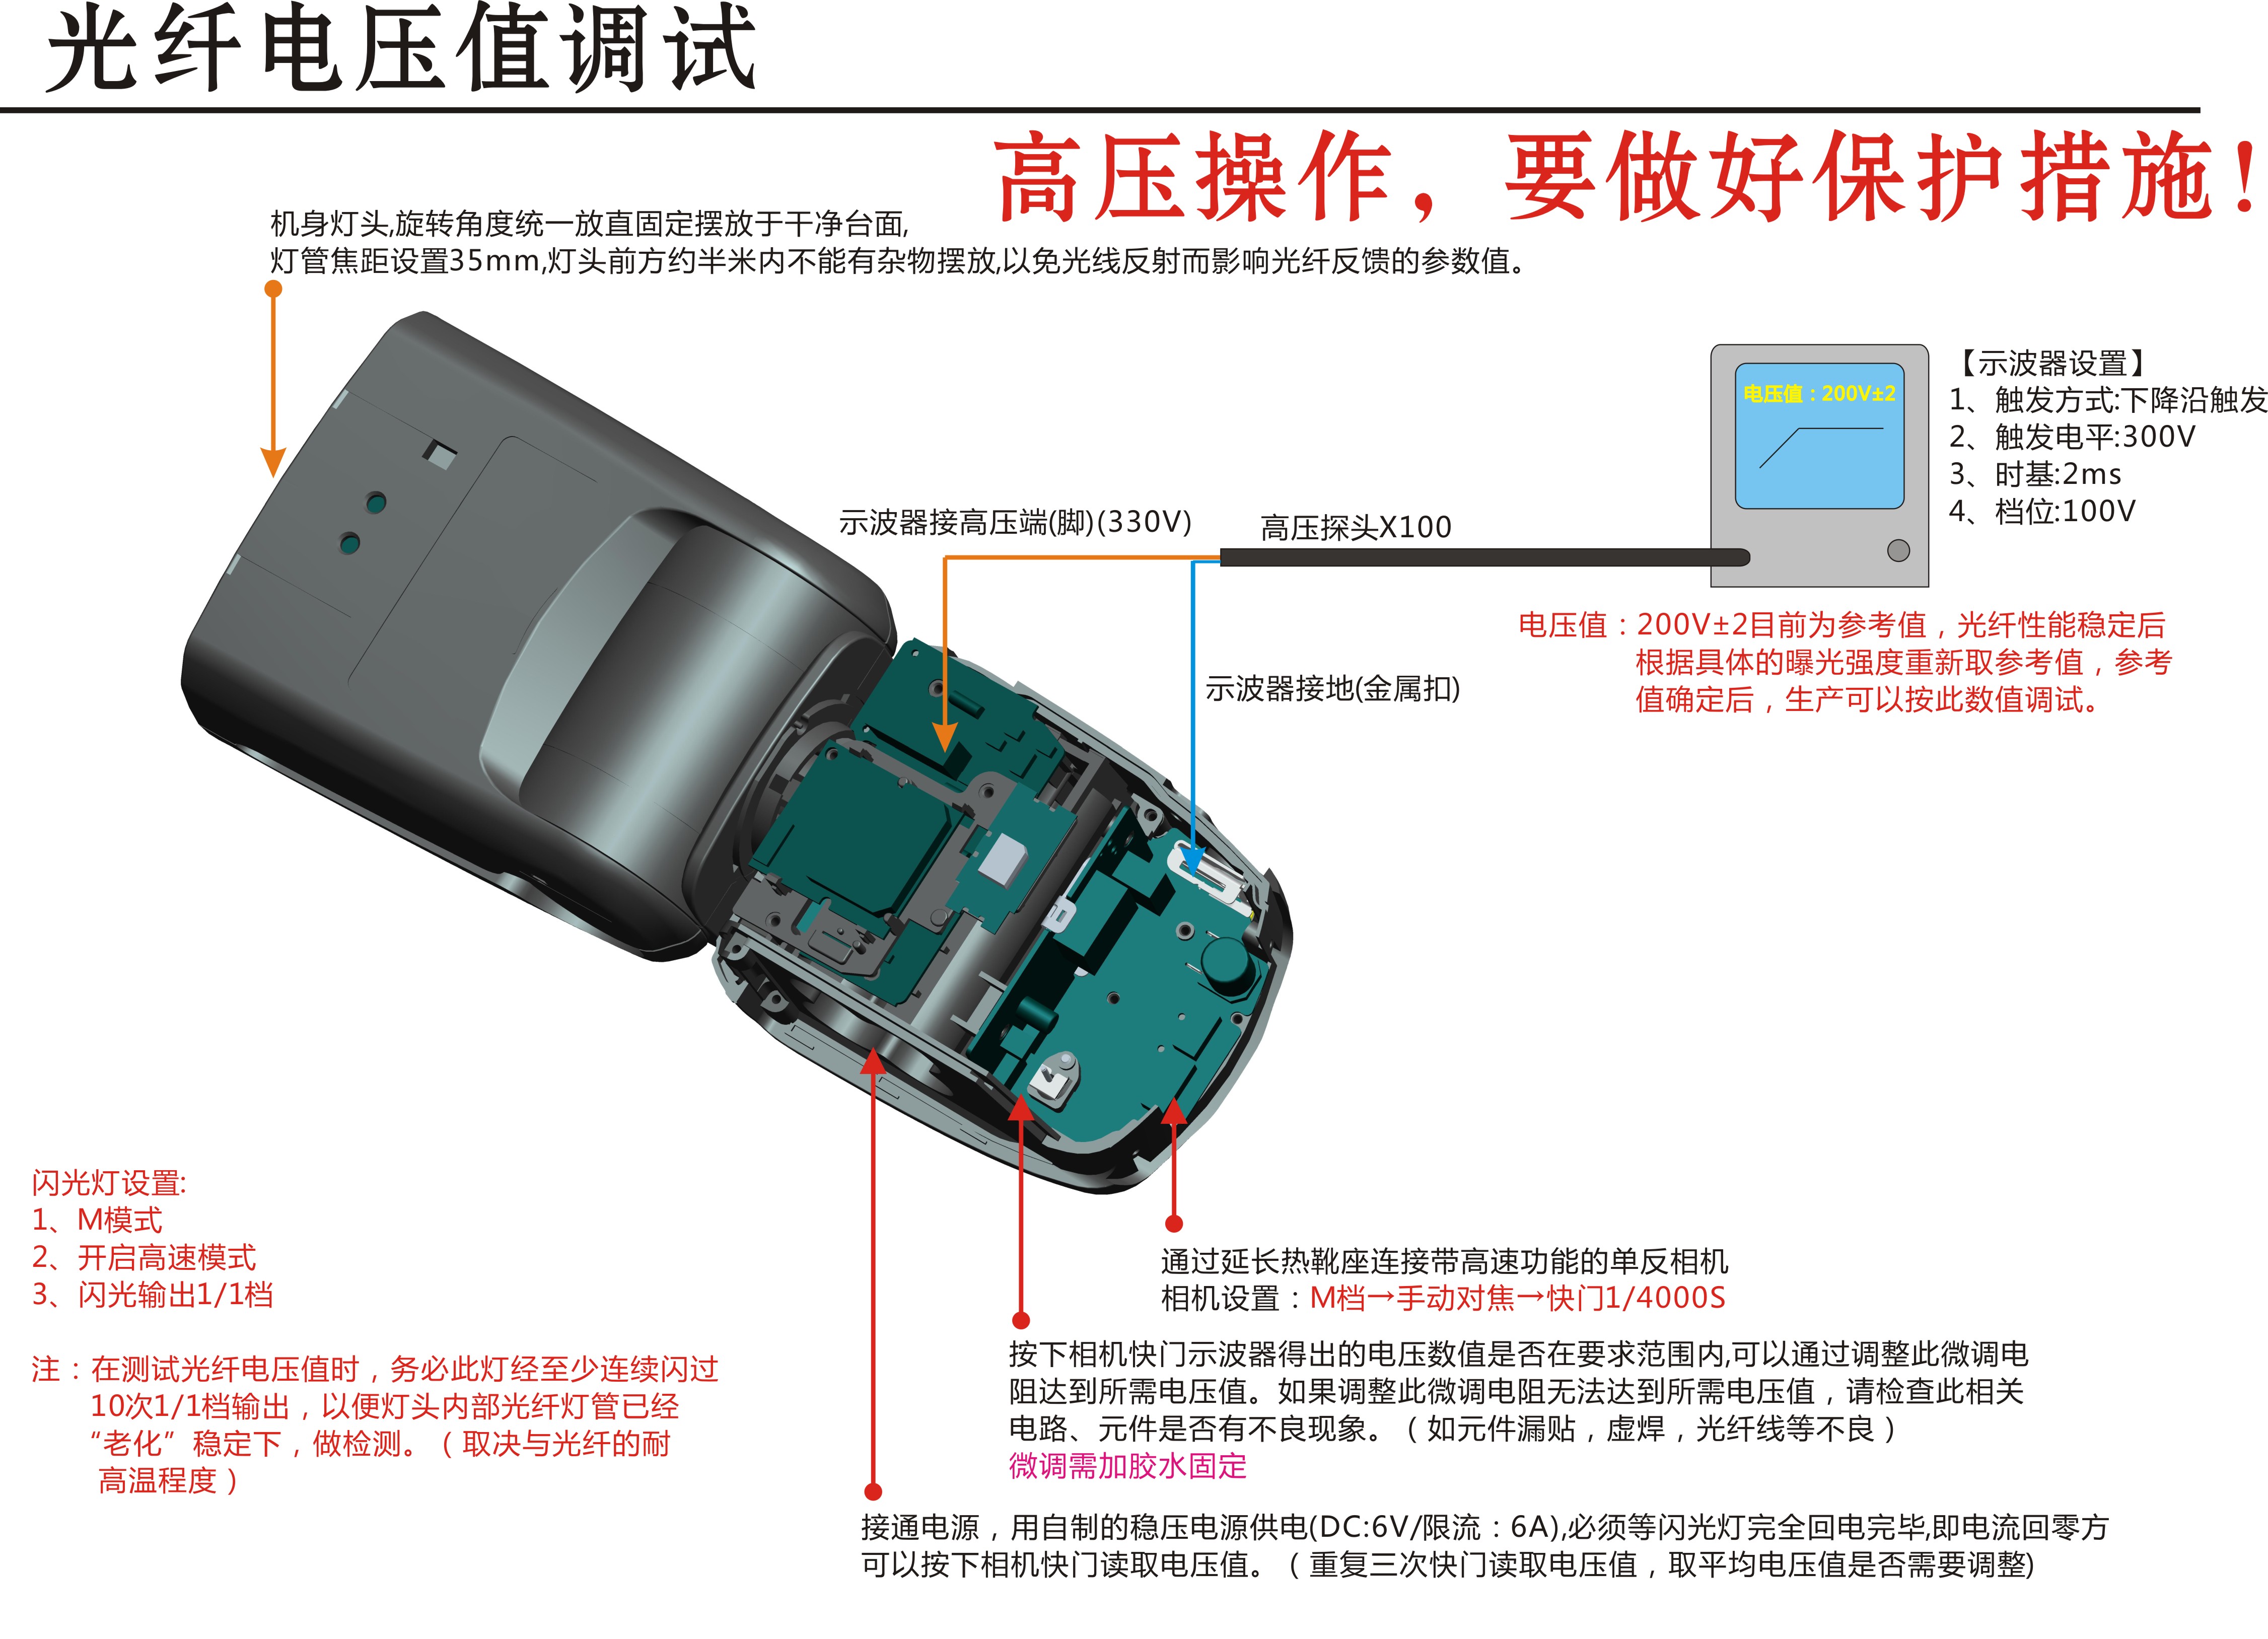 光纤电压值调试
高压操作，要做好保护措施!
机身灯头,旋转角度统一放直固定摆放于干净台面,
灯管焦距设置35mm,灯头前方约半米内不能有杂物摆放,以免光线反射而影响光纤反馈的参数值。
电压值：200V±2
【示波器设置】
1、触发方式:下降沿触发
2、触发电平:300V
3、时基:2ms
4、档位:100V
示波器接高压端(脚)(330V)
高压探头X100
电压值：200V±2目前为参考值，光纤性能稳定后
根据具体的曝光强度重新取参考值，参考
值确定后，生产可以按此数值调试。
示波器接地(金属扣)
闪光灯设置:
1、M模式
2、开启高速模式
3、闪光输出1/1档
注：在测试光纤电压值时，务必此灯经至少连续闪过
10次1/1档输出，以便灯头内部光纤灯管已经
“老化”稳定下，做检测。（取决与光纤的耐
高温程度）
通过延长热靴座连接带高速功能的单反相机
相机设置：M档→手动对焦→快门1/4000S
按下相机快门示波器得出的电压数值是否在要求范围内,可以通过调整此微调电
阻达到所需电压值。如果调整此微调电阻无法达到所需电压值，请检查此相关
电路、元件是否有不良现象。（如元件漏贴，虚焊，光纤线等不良）
微调需加胶水固定
接通电源，用自制的稳压电源供电(DC:6V/限流：6A),必须等闪光灯完全回电完毕,即电流回零方
可以按下相机快门读取电压值。（重复三次快门读取电压值，取平均电压值是否需要调整)